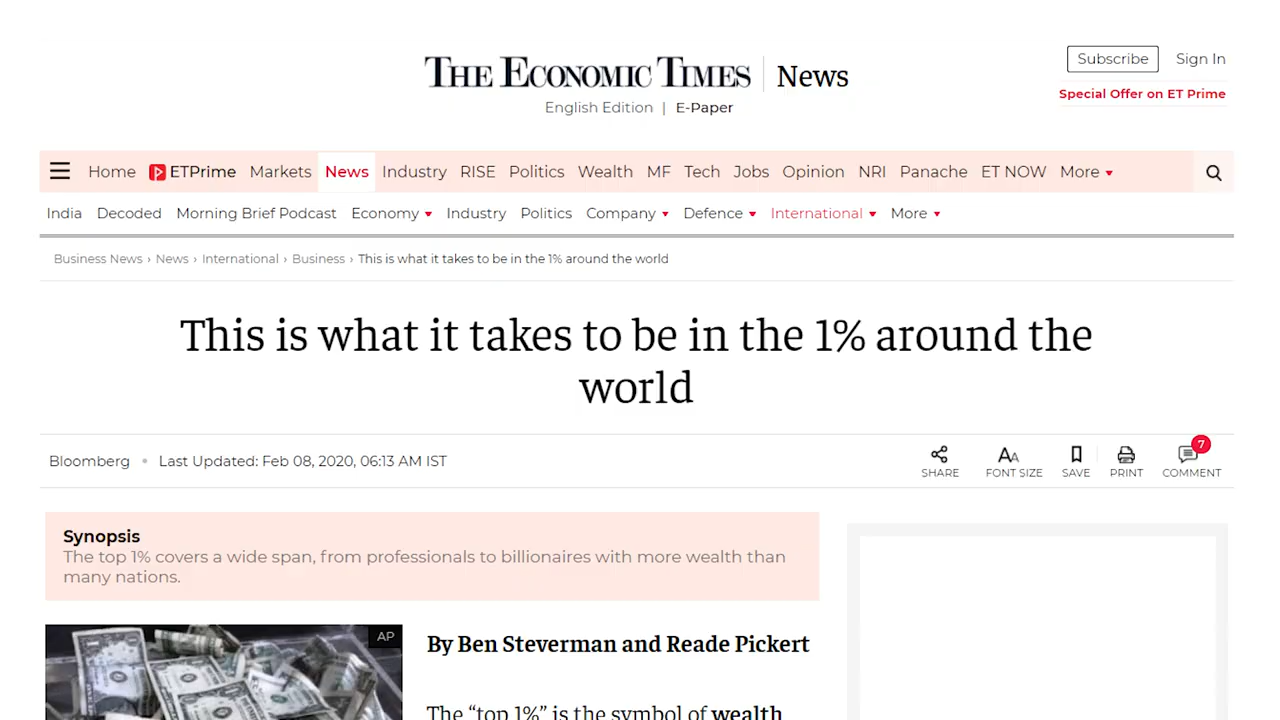 THE ECONOMIC TIMES News
Subscribe Sign In
Special Offer on ET Prime
English Edition | E-Paper
Home ETPrime Markets News Industry RISE Politics Wealth MF Tech Jobs Opinion NRI Panache ET NOW More
India Decoded Morning Brief Podcast Economy Industry Politics Company Defence International More
Business News › News › International › Business › This is what it takes to be in the 1% around the world
This is what it takes to be in the 1% around the
world
Bloomberg • Last Updated: Feb 08, 2020, 06:13 AM IST
7
SHARE FONT SIZE SAVE PRINT COMMENT
Synopsis
The top 1% covers a wide span, from professionals to billionaires with more wealth than
many nations.
AP
By Ben Steverman and Reade Pickert
The “top 1%” is the symbol of wealth